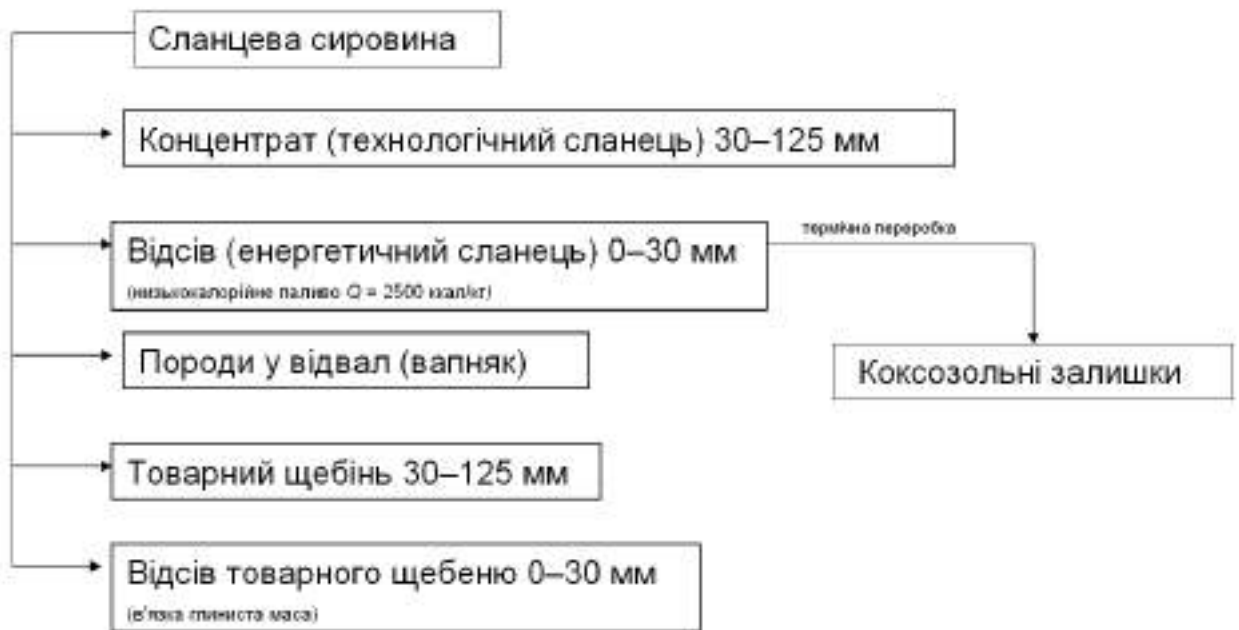 Сланцева сировина
Концентрат (технологічний сланець) 30–125 мм
Відсів (енергетичний сланець) 0–30 мм
(низькокалорійне паливо Q = 2500 ккал/кг)
термічна переробка
Породи у відвал (вапняк)
Коксозольні залишки
Товарний щебінь 30–125 мм
Відсів товарного щебеню 0–30 мм
(в'язка глиниста маса)